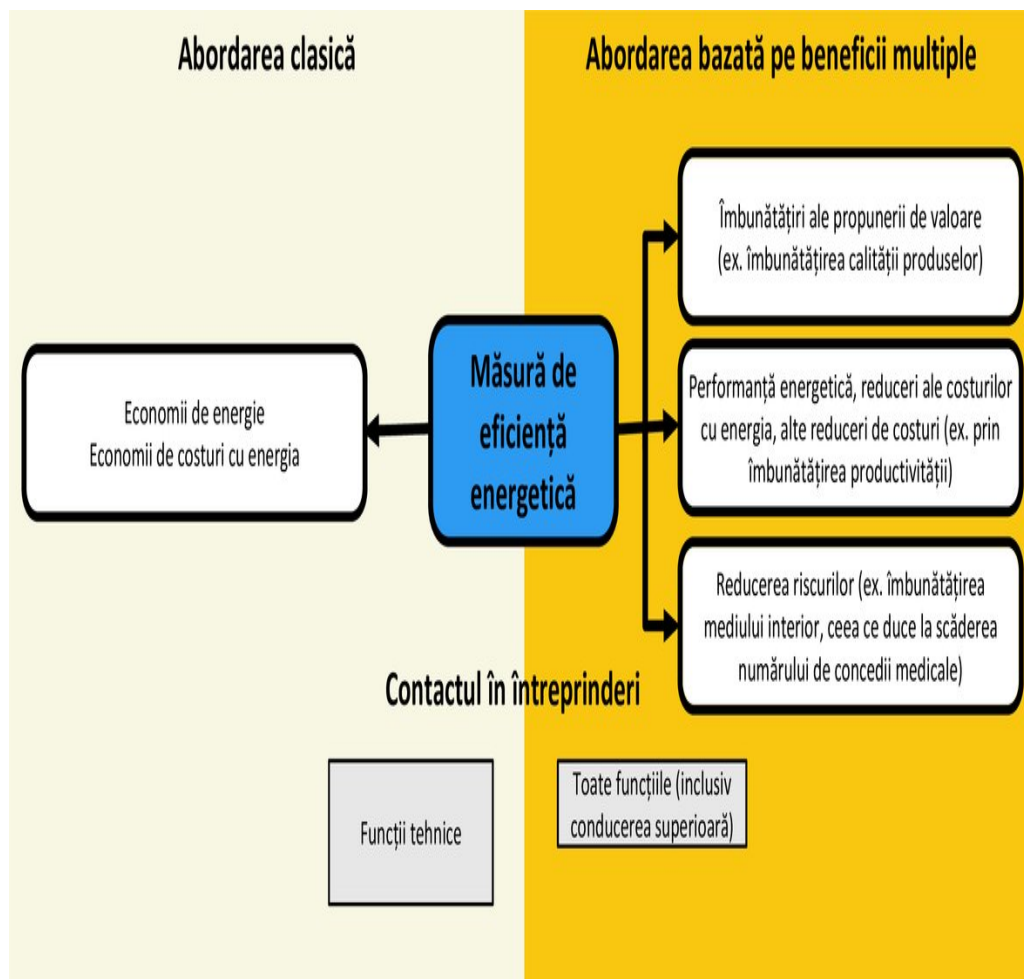 Abordarea clasică
Abordarea bazată pe beneficii multiple
Îmbunătățiri ale propunerii de valoare
(ex. îmbunătățirea calității produselor)
Măsură de
eficiență
energetică
Economii de energie
Economii de costuri cu energia
Performanță energetică, reduceri ale costurilor
cu energia, alte reduceri de costuri (ex. prin
îmbunătățirea productivității)
Reducerea riscurilor (ex. îmbunătățirea
mediului interior, ceea ce duce la scăderea
numărului de concedii medicale)
Contactul în întreprinderi
Funcții tehnice
Toate funcțiile (inclusiv
conducerea superioară)